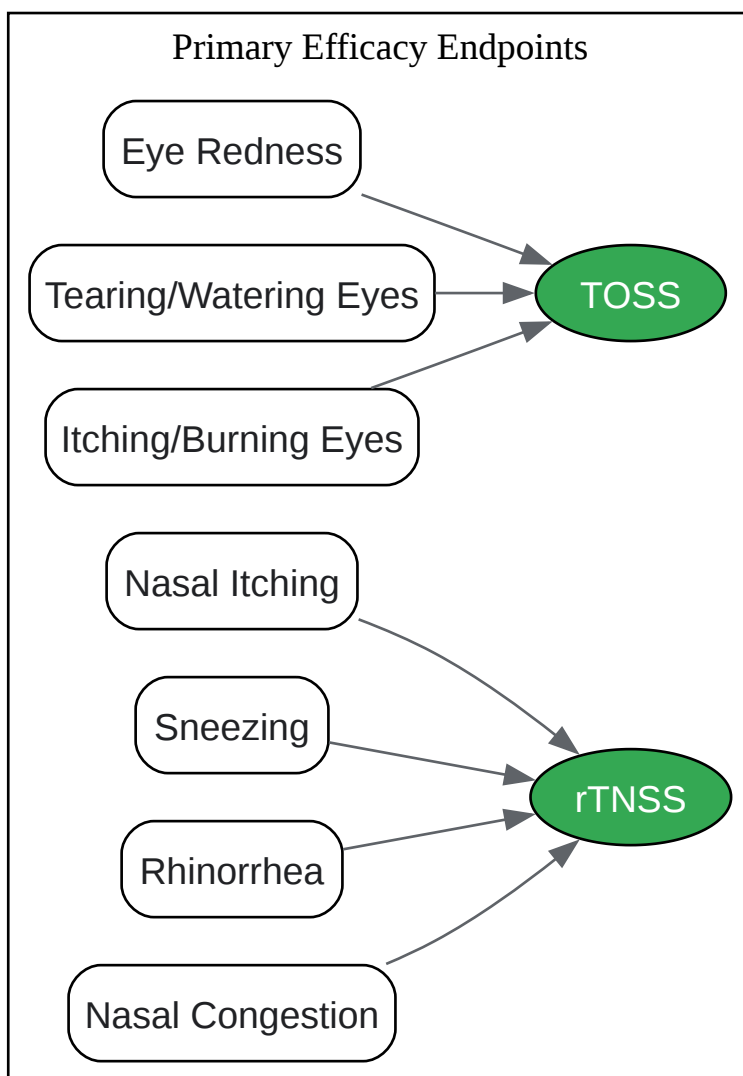 Primary Efficacy Endpoints
Eye Redness
Tearing/Watering Eyes
TOSS
Itching/Burning Eyes
Nasal Itching
Sneezing
rTNSS
Rhinorrhea
Nasal Congestion